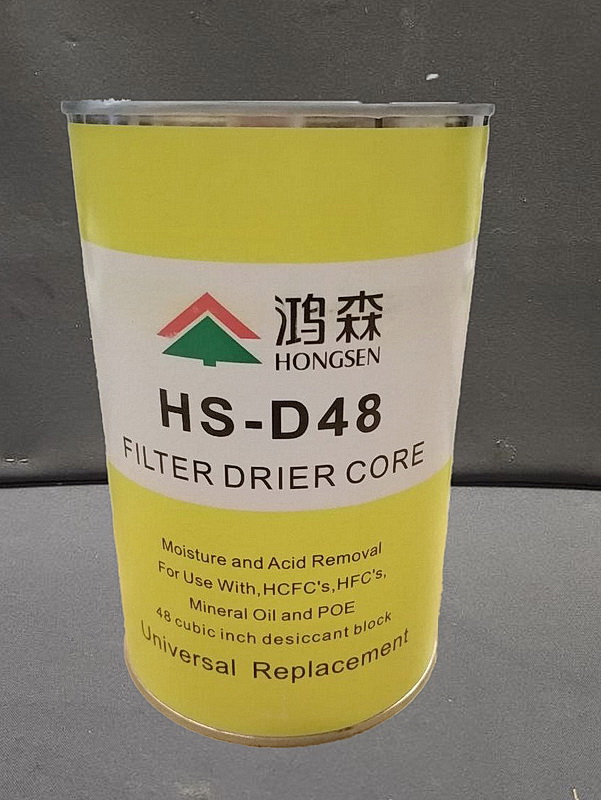 鸿森
HONGSEN
HS-D48
FILTER DRIER CORE
Moisture and Acid Removal
For Use With,HCFC's,HFC's,
Mineral Oil and POE
48 cubic inch desiccant block
Universal Replacement